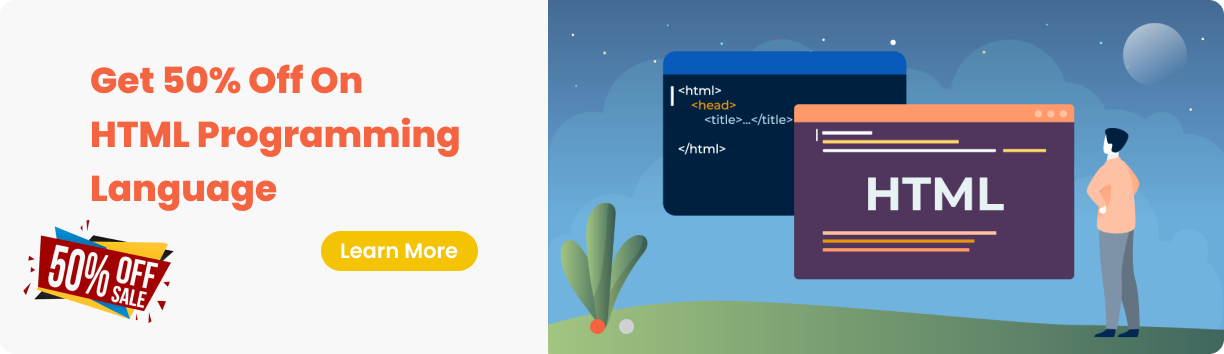 Get 50% Off On
HTML Programming
Language
50% OFF
SALE
Learn More
<html>
<head>
<title>...</title>
</html>
HTML